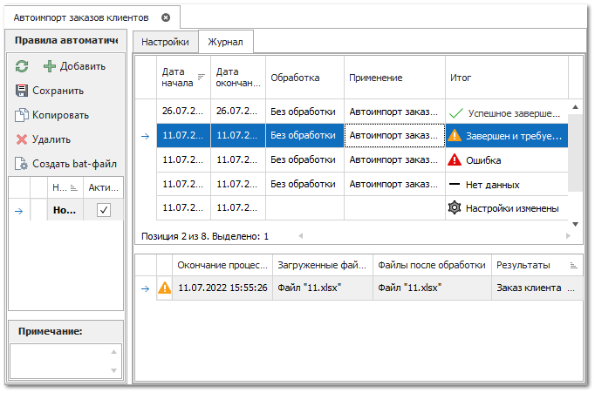 Автоимпорт заказов клиентов
Правила автоматиче
Добавить
Сохранить
Копировать
Удалить
Создать bat-файл
Н... Акти...
Но...
Примечание:
Настройки Журнал
Дата начала Дата окончан... Обработка Применение Итог
26.07.2... 26.07.2... Без обработки Автоимпорт заказ... Успешное заверше...
11.07.2... 11.07.2... Без обработки Автоимпорт заказ... Завершен и требуе...
11.07.2... 11.07.2... Без обработки Автоимпорт заказ... Ошибка
11.07.2... 11.07.2... Без обработки Автоимпорт заказ... Нет данных
11.07.2... 11.07.2... Настройки изменены
Позиция 2 из 8. Выделено: 1
Окончание процес... Загруженные фай... Файлы после обработки Результаты
11.07.2022 15:55:26 Файл "11.xlsx" Файл "11.xlsx" Заказ клиента ...